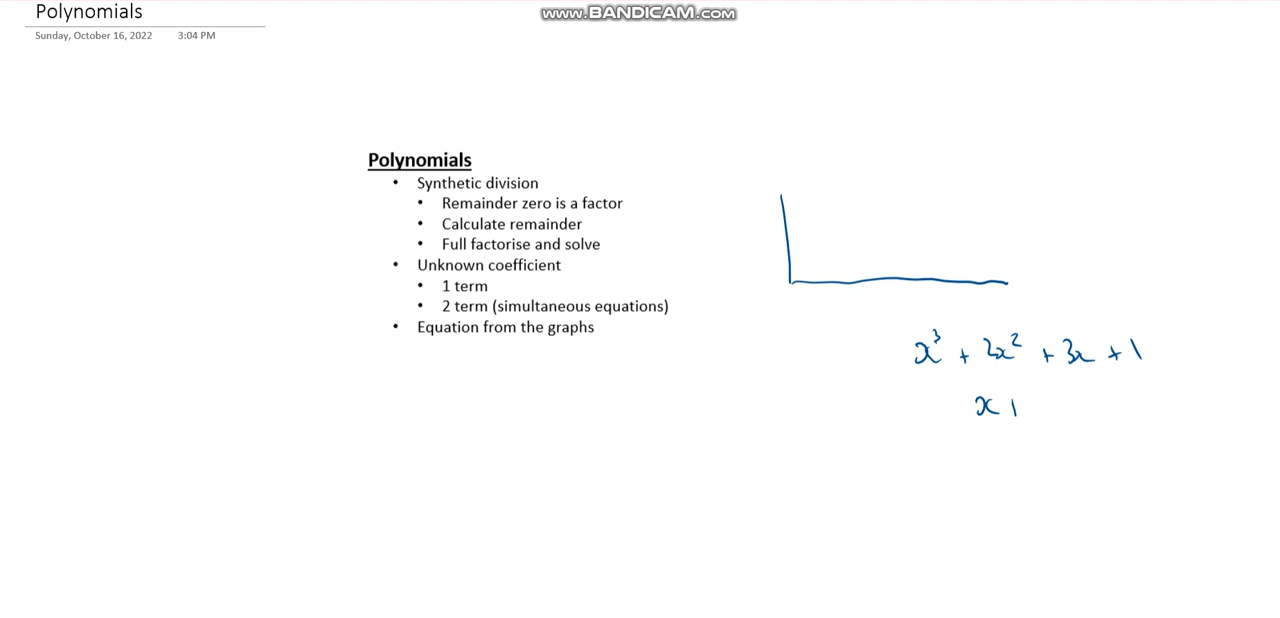 Polynomials
www.BANDICAM.com
Sunday, October 16, 2022 3:04 PM
Polynomials
• Synthetic division
• Remainder zero is a factor
• Calculate remainder
• Full factorise and solve
• Unknown coefficient
• 1 term
• 2 term (simultaneous equations)
• Equation from the graphs
x³ + 2x² + 3x + 1
x 1